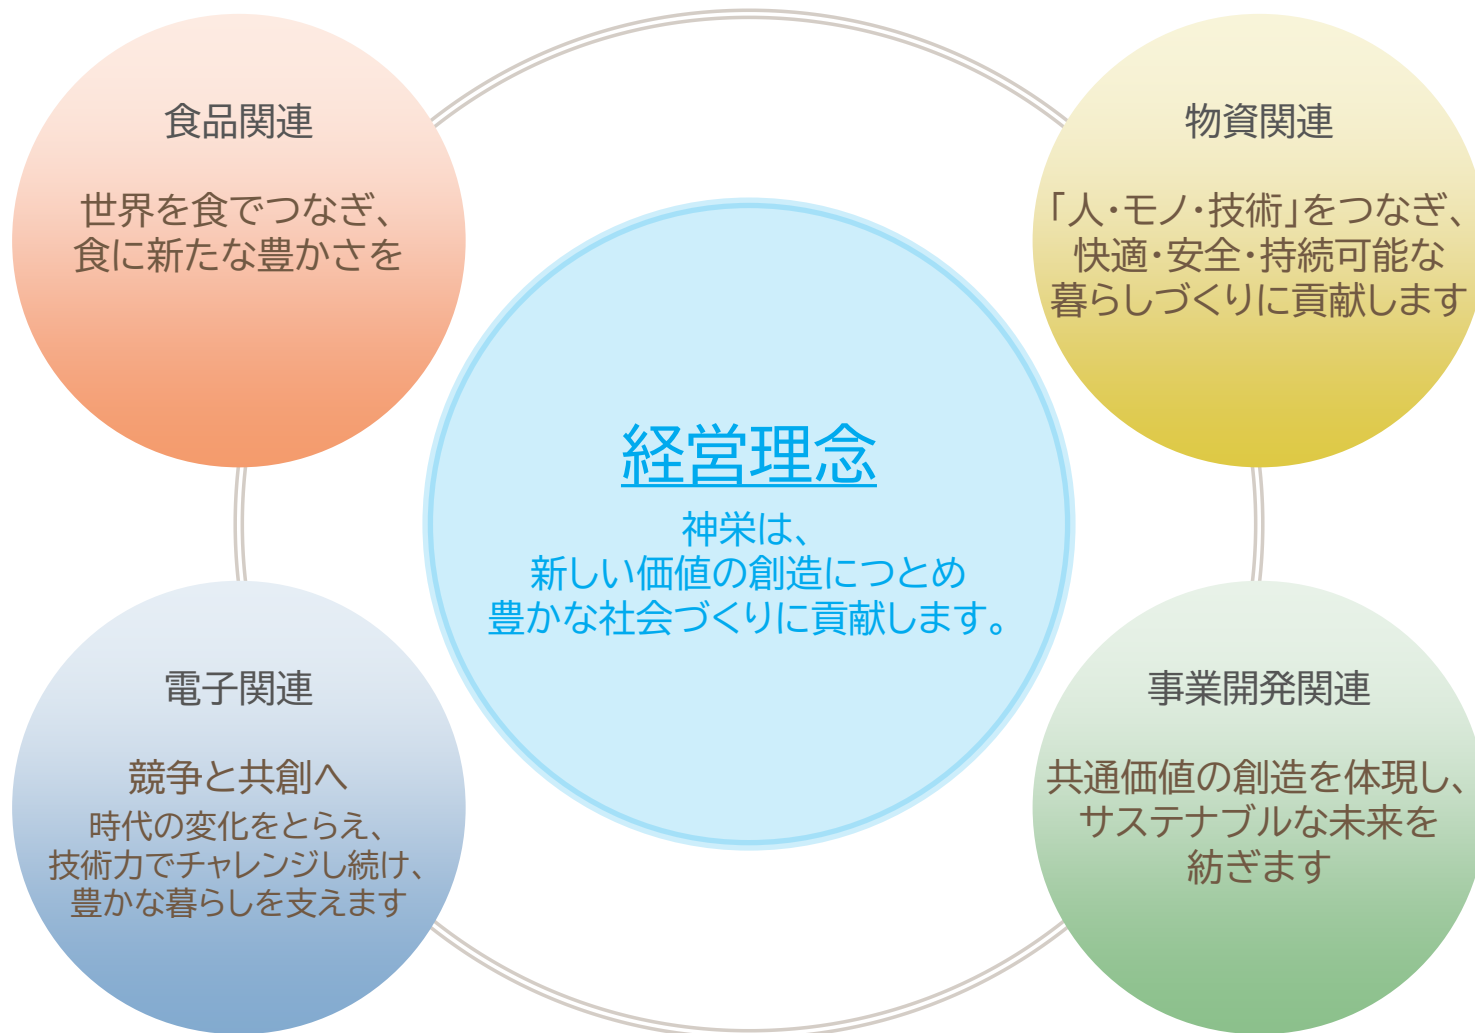 食品関連
世界を食でつなぎ、
食に新たな豊かさを
物資関連
｢人･モノ･技術｣をつなぎ、
快適･安全･持続可能な
暮らしづくりに貢献します
経営理念
神栄は、
新しい価値の創造につとめ
豊かな社会づくりに貢献します。
電子関連
競争と共創へ
時代の変化をとらえ、
技術力でチャレンジし続け、
豊かな暮らしを支えます
事業開発関連
共通価値の創造を体現し、
サステナブルな未来を
紡ぎます